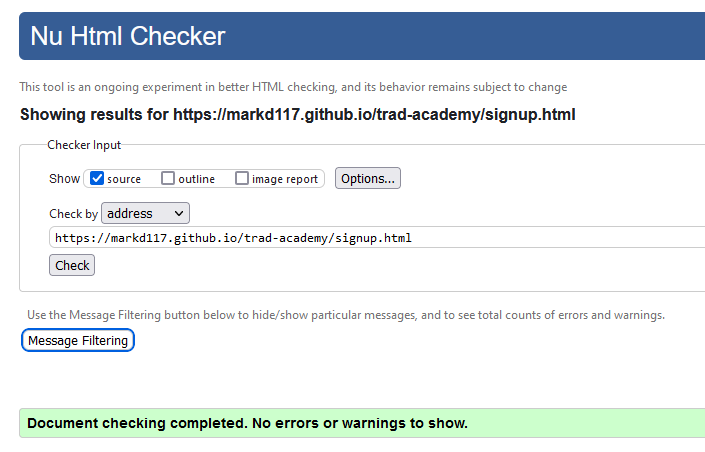 Nu Html Checker
This tool is an ongoing experiment in better HTML checking, and its behavior remains subject to change
Showing results for https://markd117.github.io/trad-academy/signup.html
Checker Input
Show source outline image report Options...
Check by address
https://markd117.github.io/trad-academy/signup.html
Check
Use the Message Filtering button below to hide/show particular messages, and to see total counts of errors and warnings.
Message Filtering
Document checking completed. No errors or warnings to show.